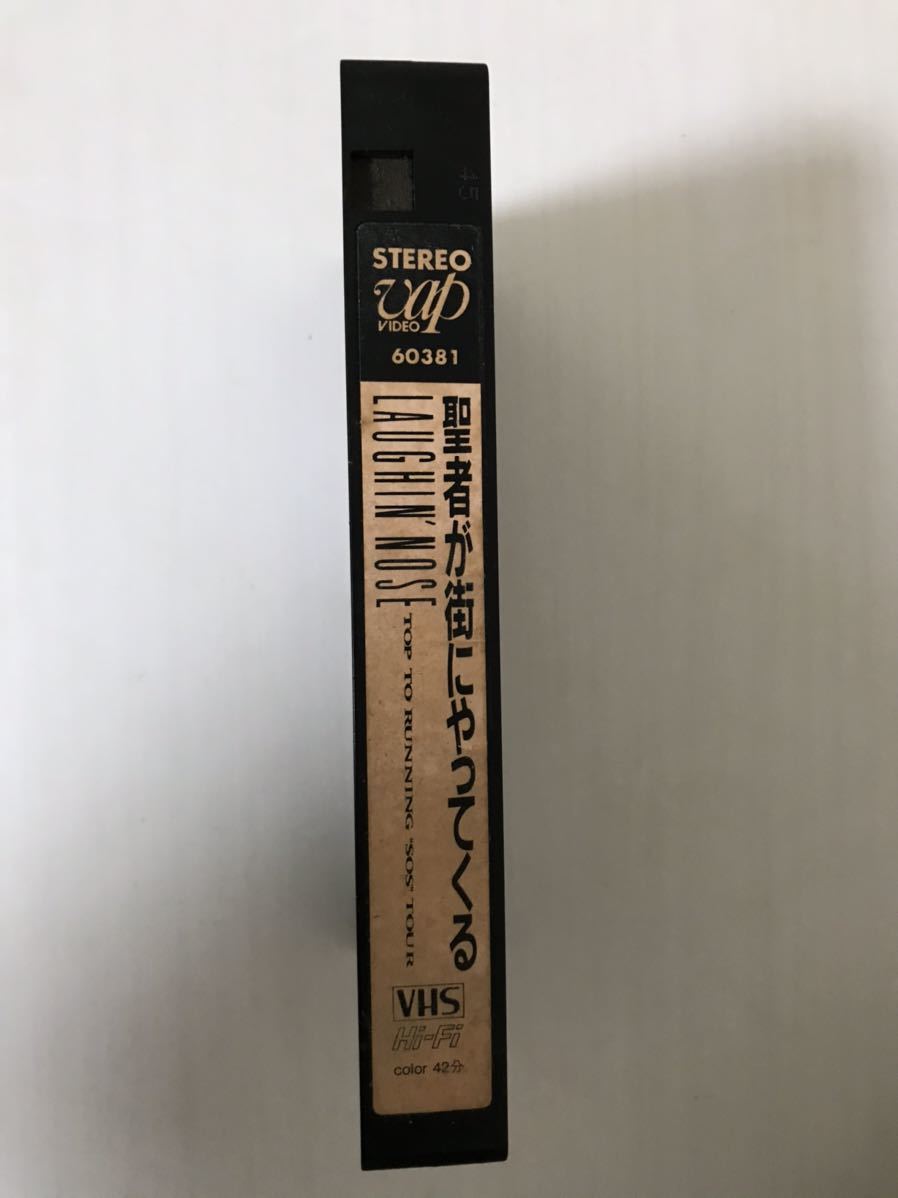 45
STEREO
vap
VIDEO
60381
聖者が街にやってくる
LAUGHIN' NOSE
TOP TO RUNNING "SOS" TOUR
VHS
Hi-Fi
color 42分